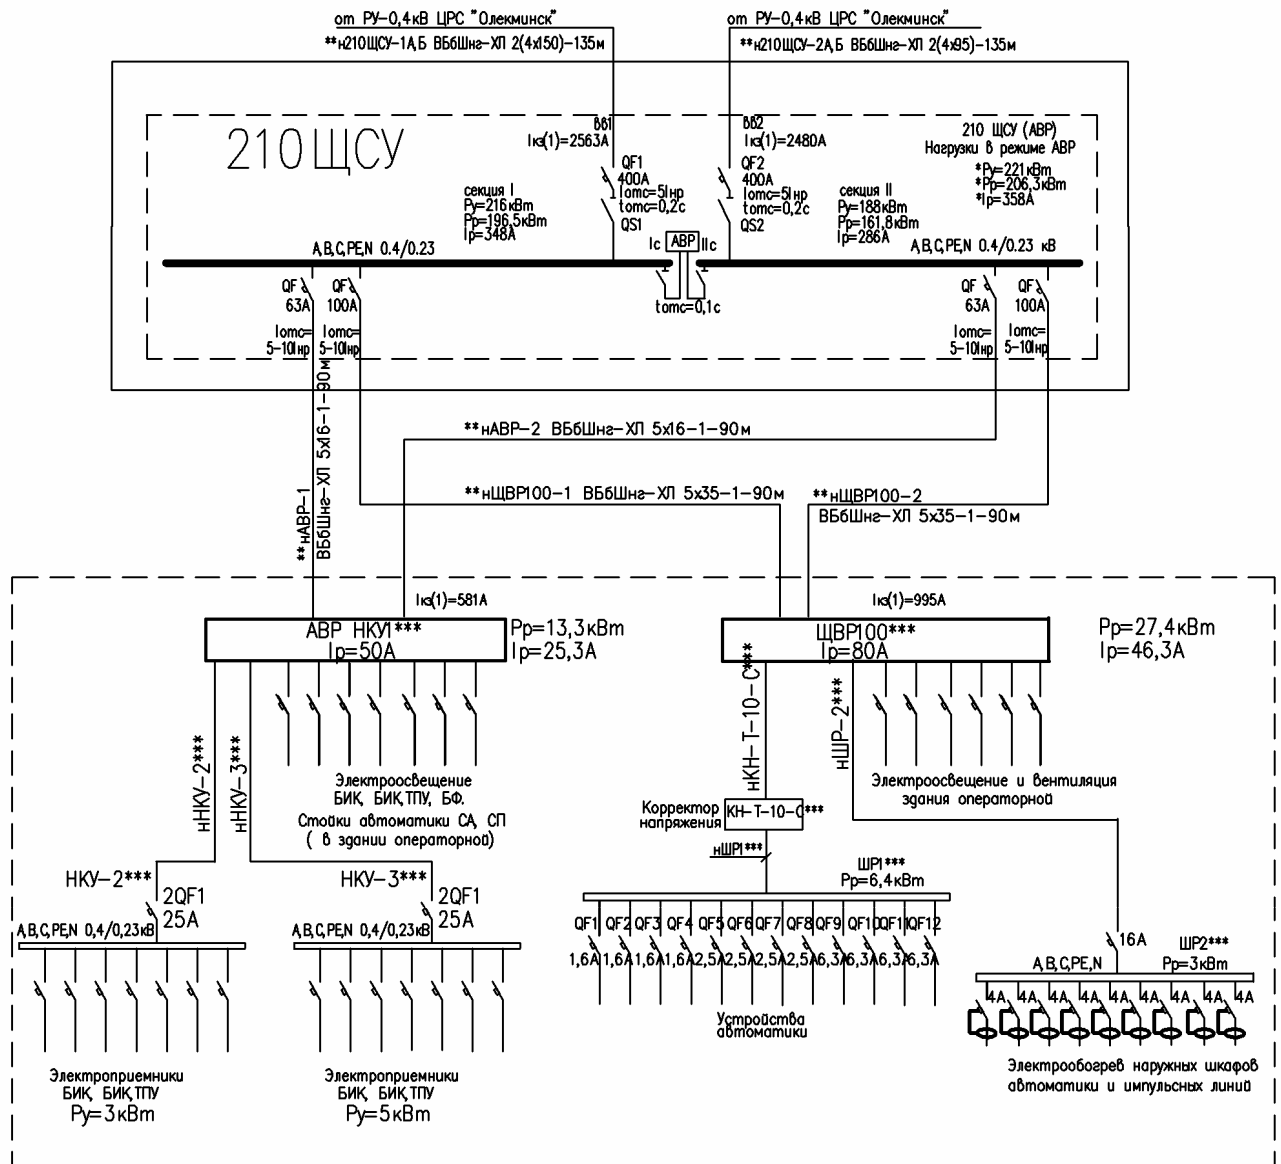 от РУ-0,4кВ ЦРС "Олекминск"
**н210ЩСУ-1А,Б ВБбШнг-ХЛ 2(4х150)-135м
от РУ-0,4кВ ЦРС "Олекминск"
**н210ЩСУ-2А,Б ВБбШнг-ХЛ 2(4х95)-135м
210 ЩСУ
вв1
Iкз(1)=2563А
QF1
400А
Iотс=5Iнр
tотс=0,2с
QS1
секция I
Ру=216кВт
Рр=196,5кВт
Iр=348А
вв2
Iкз(1)=2480А
QF2
400А
Iотс=5Iнр
tотс=0,2с
QS2
секция II
Ру=188кВт
Рр=161,8кВт
Iр=286А
210 ЩСУ (АВР)
Нагрузки в режиме АВР
*Ру=221кВт
*Рр=206,3кВт
*Iр=358А
А,В,С,РЕ,N 0.4/0.23
Iс АВР IIс
А,В,С,РЕ,N 0.4/0.23 кВ
tотс=0,1с
QF
63А
Iотс=
5-10Iнр
QF
100А
Iотс=
5-10Iнр
QF
63А
Iотс=
5-10Iнр
QF
100А
Iотс=
5-10Iнр
**нАВР-1
ВБбШнг-ХЛ 5х16-1-90м
**нАВР-2 ВБбШнг-ХЛ 5х16-1-90м
**нЩВР100-1 ВБбШнг-ХЛ 5х35-1-90м
**нЩВР100-2
ВБбШнг-ХЛ 5х35-1-90м
Iкз(1)=581А
АВР НКУ1***
Iр=50А
Рр=13,3кВт
Iр=25,3А
Iкз(1)=995А
ЩВР100***
Iр=80А
Рр=27,4кВт
Iр=46,3А
нНКУ-2***
нНКУ-3***
Электроосвещение
БИК, БИК,ТПУ, БФ.
Стойки автоматики СА, СП
( в здании операторной)
нКН-Т-10-С***
нШР-2***
Электроосвещение и вентиляция
здания операторной
Корректор
напряжения
КН-Т-10-С***
нШР1***
ШР1***
Рр=6,4кВт
НКУ-2***
2QF1
25А
А,В,С,РЕ,N 0,4/0,23кВ
НКУ-3***
2QF1
25А
А,В,С,РЕ,N 0,4/0,23кВ
QF1 QF2 QF3 QF4 QF5 QF6 QF7 QF8 QF9 QF10 QF11 QF12
1,6А 1,6А 1,6А 1,6А 2,5А 2,5А 2,5А 2,5А 6,3А 6,3А 6,3А 6,3А
Устройства
автоматики
16А
ШР2***
А,В,С,РЕ,N
Рр=3кВт
4А 4А 4А 4А 4А 4А 4А 4А 4А
Электрообогрев наружных шкафов
автоматики и импульсных линий
Электроприемники
БИК, БИК,ТПУ
Ру=3кВт
Электроприемники
БИК, БИК,ТПУ
Ру=5кВт